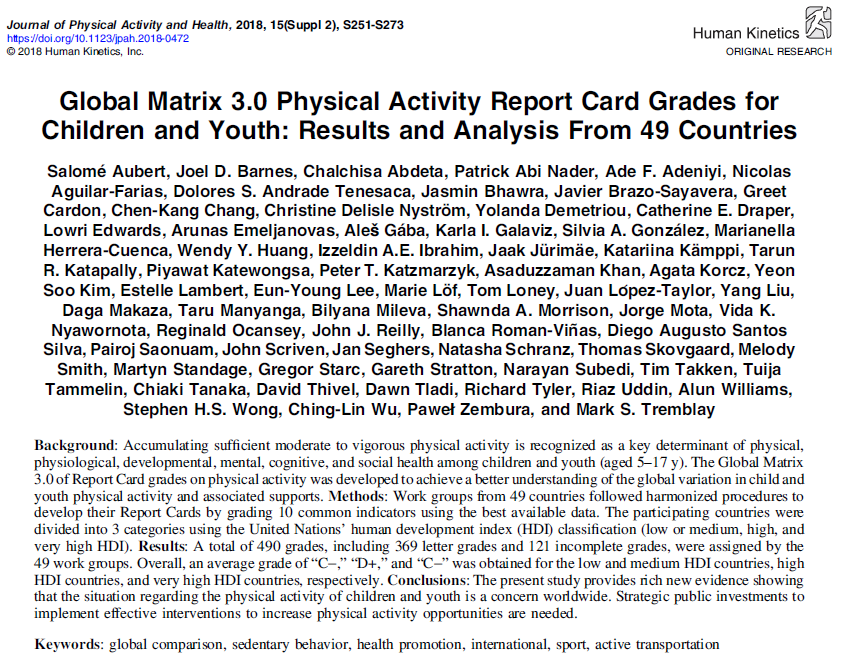 Journal of Physical Activity and Health, 2018, 15(Suppl 2), S251-S273
https://doi.org/10.1123/jpah.2018-0472
© 2018 Human Kinetics, Inc.
Human Kinetics
ORIGINAL RESEARCH
Global Matrix 3.0 Physical Activity Report Card Grades for
Children and Youth: Results and Analysis From 49 Countries
Salomé Aubert, Joel D. Barnes, Chalchisa Abdeta, Patrick Abi Nader, Ade F. Adeniyi, Nicolas
Aguilar-Farias, Dolores S. Andrade Tenesaca, Jasmin Bhawra, Javier Brazo-Sayavera, Greet
Cardon, Chen-Kang Chang, Christine Delisle Nyström, Yolanda Demetriou, Catherine E. Draper,
Lowri Edwards, Arunas Emeljanovas, Aleš Gába, Karla I. Galaviz, Silvia A. González, Marianella
Herrera-Cuenca, Wendy Y. Huang, Izzeldin A.E. Ibrahim, Jaak Jürimäe, Katariina Kämppi, Tarun
R. Katapally, Piyawat Katewongsa, Peter T. Katzmarzyk, Asaduzzaman Khan, Agata Korcz, Yeon
Soo Kim, Estelle Lambert, Eun-Young Lee, Marie Löf, Tom Loney, Juan López-Taylor, Yang Liu,
Daga Makaza, Taru Manyanga, Bilyana Mileva, Shawnda A. Morrison, Jorge Mota, Vida K.
Nyawornota, Reginald Ocansey, John J. Reilly, Blanca Roman-Viñas, Diego Augusto Santos
Silva, Pairoj Saonuam, John Scriven, Jan Seghers, Natasha Schranz, Thomas Skovgaard, Melody
Smith, Martyn Standage, Gregor Starc, Gareth Stratton, Narayan Subedi, Tim Takken, Tuija
Tammelin, Chiaki Tanaka, David Thivel, Dawn Tladi, Richard Tyler, Riaz Uddin, Alun Williams,
Stephen H.S. Wong, Ching-Lin Wu, Paweł Zembura, and Mark S. Tremblay
Background: Accumulating sufficient moderate to vigorous physical activity is recognized as a key determinant of physical,
physiological, developmental, mental, cognitive, and social health among children and youth (aged 5–17 y). The Global Matrix
3.0 of Report Card grades on physical activity was developed to achieve a better understanding of the global variation in child and
youth physical activity and associated supports. Methods: Work groups from 49 countries followed harmonized procedures to
develop their Report Cards by grading 10 common indicators using the best available data. The participating countries were
divided into 3 categories using the United Nations’ human development index (HDI) classification (low or medium, high, and
very high HDI). Results: A total of 490 grades, including 369 letter grades and 121 incomplete grades, were assigned by the
49 work groups. Overall, an average grade of “C−,” “D+,” and “C−” was obtained for the low and medium HDI countries, high
HDI countries, and very high HDI countries, respectively. Conclusions: The present study provides rich new evidence showing
that the situation regarding the physical activity of children and youth is a concern worldwide. Strategic public investments to
implement effective interventions to increase physical activity opportunities are needed.
Keywords: global comparison, sedentary behavior, health promotion, international, sport, active transportation